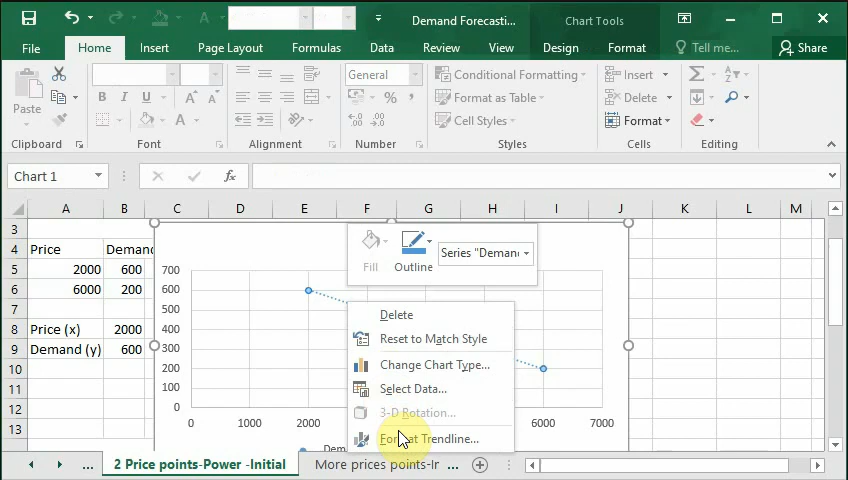 Demand Forecasti...
Chart Tools
File
Home
Insert
Page Layout
Formulas
Data
Review
View
Design
Format
Tell me...
Share
Paste
Clipboard
B I U
A A
A
Font
Alignment
General
% ,
Number
Conditional Formatting
Format as Table
Cell Styles
Styles
Insert
Delete
Format
Cells
Editing
Chart 1
fx
A B C D E F G H I J K L M
3
4 Price Demand
5 2000 600
6 6000 200
7
8 Price (x) 2000
9 Demand (y) 600
10
11
12
13
700
600
500
400
300
200
100
0
0 1000 2000 6000 7000
Dem
Fill
Outline
Series "Deman
Delete
Reset to Match Style
Change Chart Type...
Select Data...
3-D Rotation...
Format Trendline...
... 2 Price points-Power -Initial
More prices points-Ir ...